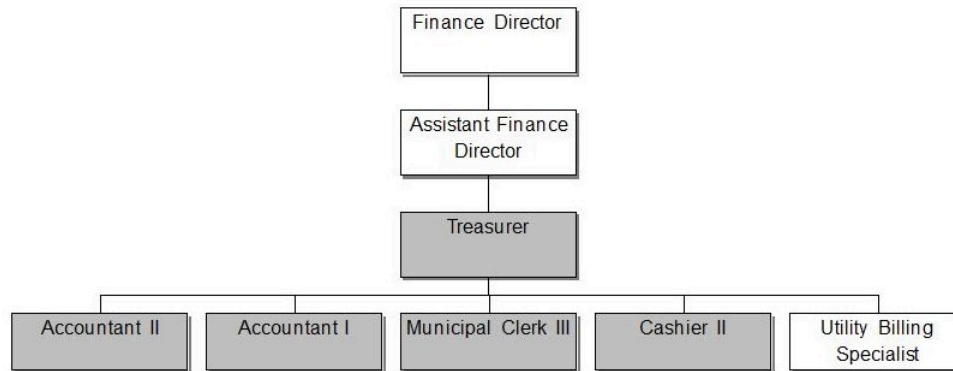 Finance Director
Assistant Finance
Director
Treasurer
Accountant II
Accountant I
Municipal Clerk III
Cashier II
Utility Billing
Specialist